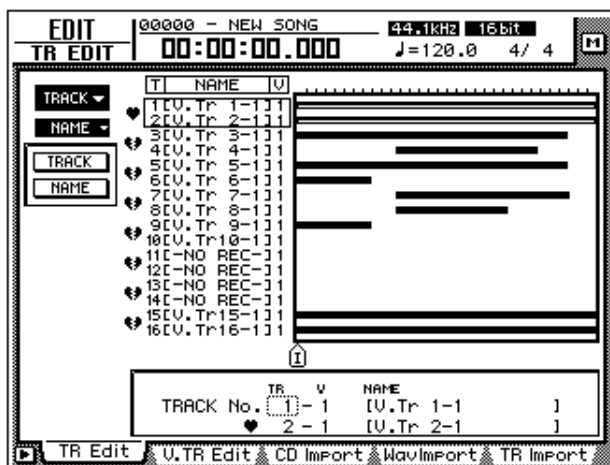 EDIT
TR EDIT
00000 - NEW SONG
00:00:00.000
44.1kHz 16bit
♩=120.0 4/ 4
M
TRACK
NAME
TRACK
NAME
T NAME V
1[V.Tr 1-1]1
2[V.Tr 2-1]1
3[V.Tr 3-1]1
4[V.Tr 4-1]1
5[V.Tr 5-1]1
6[V.Tr 6-1]1
7[V.Tr 7-1]1
8[V.Tr 8-1]1
9[V.Tr 9-1]1
10[V.Tr10-1]1
11[-NO REC-]1
12[-NO REC-]1
13[-NO REC-]1
14[-NO REC-]1
15[V.Tr15-1]1
16[V.Tr16-1]1
I
TR V NAME
TRACK No. 1 - 1 [V.Tr 1-1 ]
♥ 2 - 1 [V.Tr 2-1 ]
TR Edit V.TR Edit CD Import WavImport TR Import